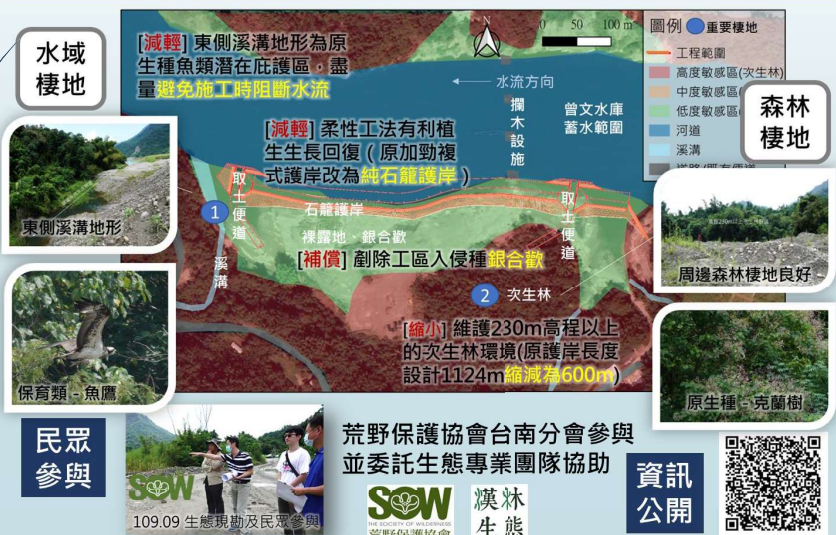 水域
棲地
[減輕] 東側溪溝地形為原
生種魚類潛在庇護區，盡
量避免施工時阻斷水流
N
0 50 100 m
圖例 重要棲地
工程範圍
高度敏感區(次生林)
中度敏感區(
低度敏感區(
河道
溪溝
森林
棲地
水流方向
攔木設施
曾文水庫
蓄水範圍
[減輕] 柔性工法有利植
生生長回復（原加勁複
式護岸改為純石籠護岸）
東側溪溝地形
1
取土便道
石籠護岸
取土便道
裸露地、銀合歡
[補償] 剷除工區入侵種銀合歡
溪溝
周邊森林棲地良好
2 次生林
[縮小] 維護230m高程以上
的次生林環境(原護岸長度
設計1124m縮減為600m)
保育類 - 魚鷹
原生種 - 克蘭樹
民眾
參與
SOW
109.09 生態現勘及民眾參與
荒野保護協會台南分會參與
並委託生態專業團隊協助
SOW
THE SOCIETY OF WILDERNESS
荒野保護協會
漢林
生態
資訊
公開